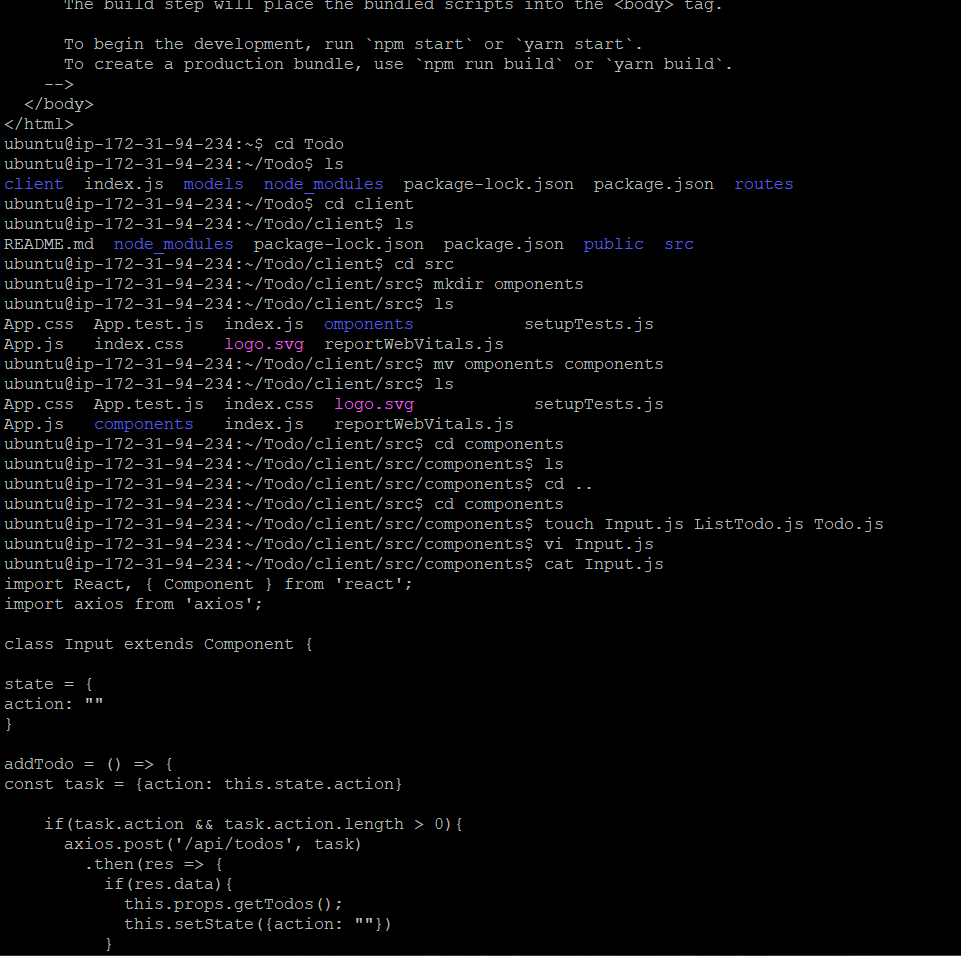 The build step will place the bundled scripts into the <body> tag.

      To begin the development, run `npm start` or `yarn start`.
      To create a production bundle, use `npm run build` or `yarn build`.
    -->
  </body>
</html>
ubuntu@ip-172-31-94-234:~$ cd Todo
ubuntu@ip-172-31-94-234:~/Todo$ ls
client  index.js  models  node_modules  package-lock.json  package.json  routes
ubuntu@ip-172-31-94-234:~/Todo$ cd client
ubuntu@ip-172-31-94-234:~/Todo/client$ ls
README.md  node_modules  package-lock.json  package.json  public  src
ubuntu@ip-172-31-94-234:~/Todo/client$ cd src
ubuntu@ip-172-31-94-234:~/Todo/client/src$ mkdir omponents
ubuntu@ip-172-31-94-234:~/Todo/client/src$ ls
App.css  App.test.js  index.js  omponents           setupTests.js
App.js   index.css    logo.svg  reportWebVitals.js
ubuntu@ip-172-31-94-234:~/Todo/client/src$ mv omponents components
ubuntu@ip-172-31-94-234:~/Todo/client/src$ ls
App.css  App.test.js  index.css  logo.svg            setupTests.js
App.js   components   index.js   reportWebVitals.js
ubuntu@ip-172-31-94-234:~/Todo/client/src$ cd components
ubuntu@ip-172-31-94-234:~/Todo/client/src/components$ ls
ubuntu@ip-172-31-94-234:~/Todo/client/src/components$ cd ..
ubuntu@ip-172-31-94-234:~/Todo/client/src$ cd components
ubuntu@ip-172-31-94-234:~/Todo/client/src/components$ touch Input.js ListTodo.js Todo.js
ubuntu@ip-172-31-94-234:~/Todo/client/src/components$ vi Input.js
ubuntu@ip-172-31-94-234:~/Todo/client/src/components$ cat Input.js
import React, { Component } from 'react';
import axios from 'axios';

class Input extends Component {

state = {
action: ""
}

addTodo = () => {
const task = {action: this.state.action}

    if(task.action && task.action.length > 0){
      axios.post('/api/todos', task)
        .then(res => {
          if(res.data){
            this.props.getTodos();
            this.setState({action: ""})
          }